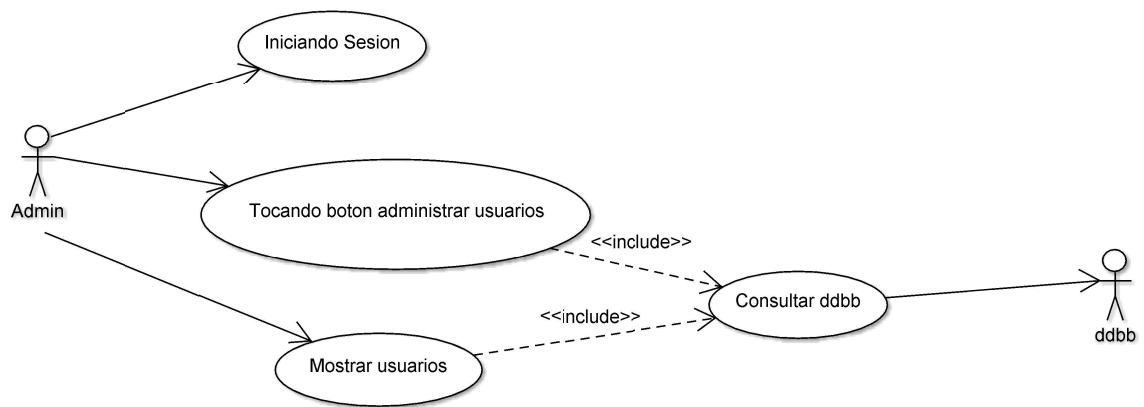 Iniciando Sesion
Admin
Tocando boton administrar usuarios
<<include>>
Consultar ddbb
<<include>>
ddbb
Mostrar usuarios